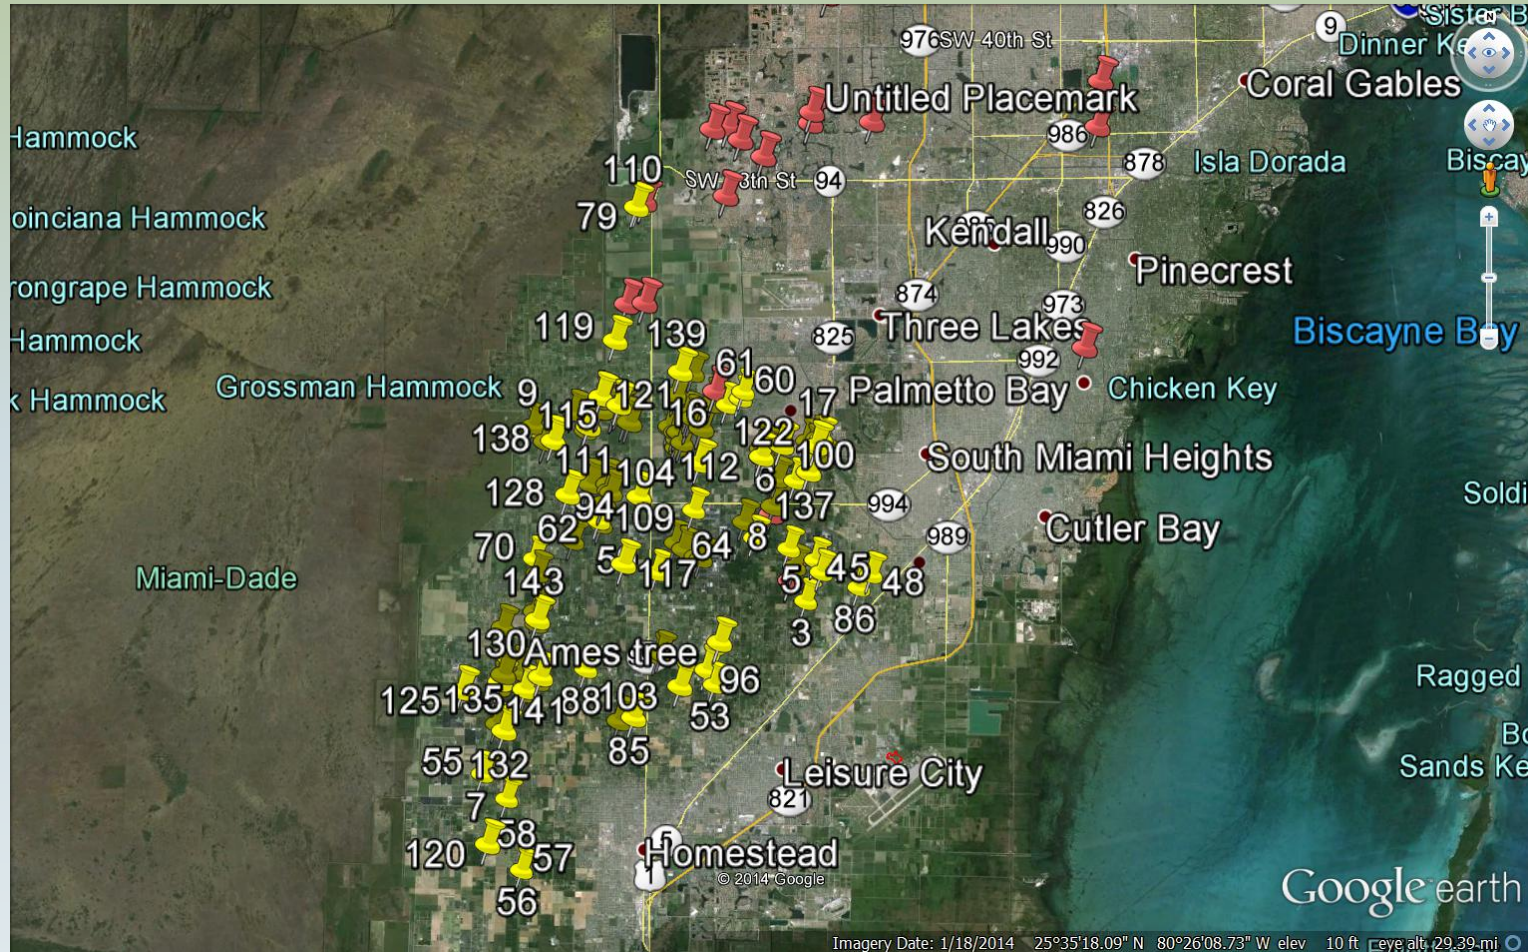 Sister B
N
976
SW 40th St
9
Dinner Ke
Coral Gables
Untitled Placemark
Hammock
986
878
Isla Dorada
Biscay
110
94
79
oinciana Hammock
826
Kendall
990
Pinecrest
rongrape Hammock
874
973
119
139
825
Three Lakes
Biscayne Bay
Hammock
992
61
60
Grossman Hammock
9
121
17
Palmetto Bay
Chicken Key
k Hammock
115
16
138
122
100
South Miami Heights
111
104
112
6
128
94
109
137
994
Soldi
62
8
989
Cutler Bay
70
5
117
64
5
45
48
143
Miami-Dade
3
86
130
Ames tree
96
Ragged
125
135
141
88
103
53
55
132
85
Bo
Sands Ke
Leisure City
7
821
58
120
57
5
Homestead
1
© 2014 Google
56
Google earth
Imagery Date: 1/18/2014 25°35'18.09" N 80°26'08.73" W elev 10 ft eye alt 29.39 mi